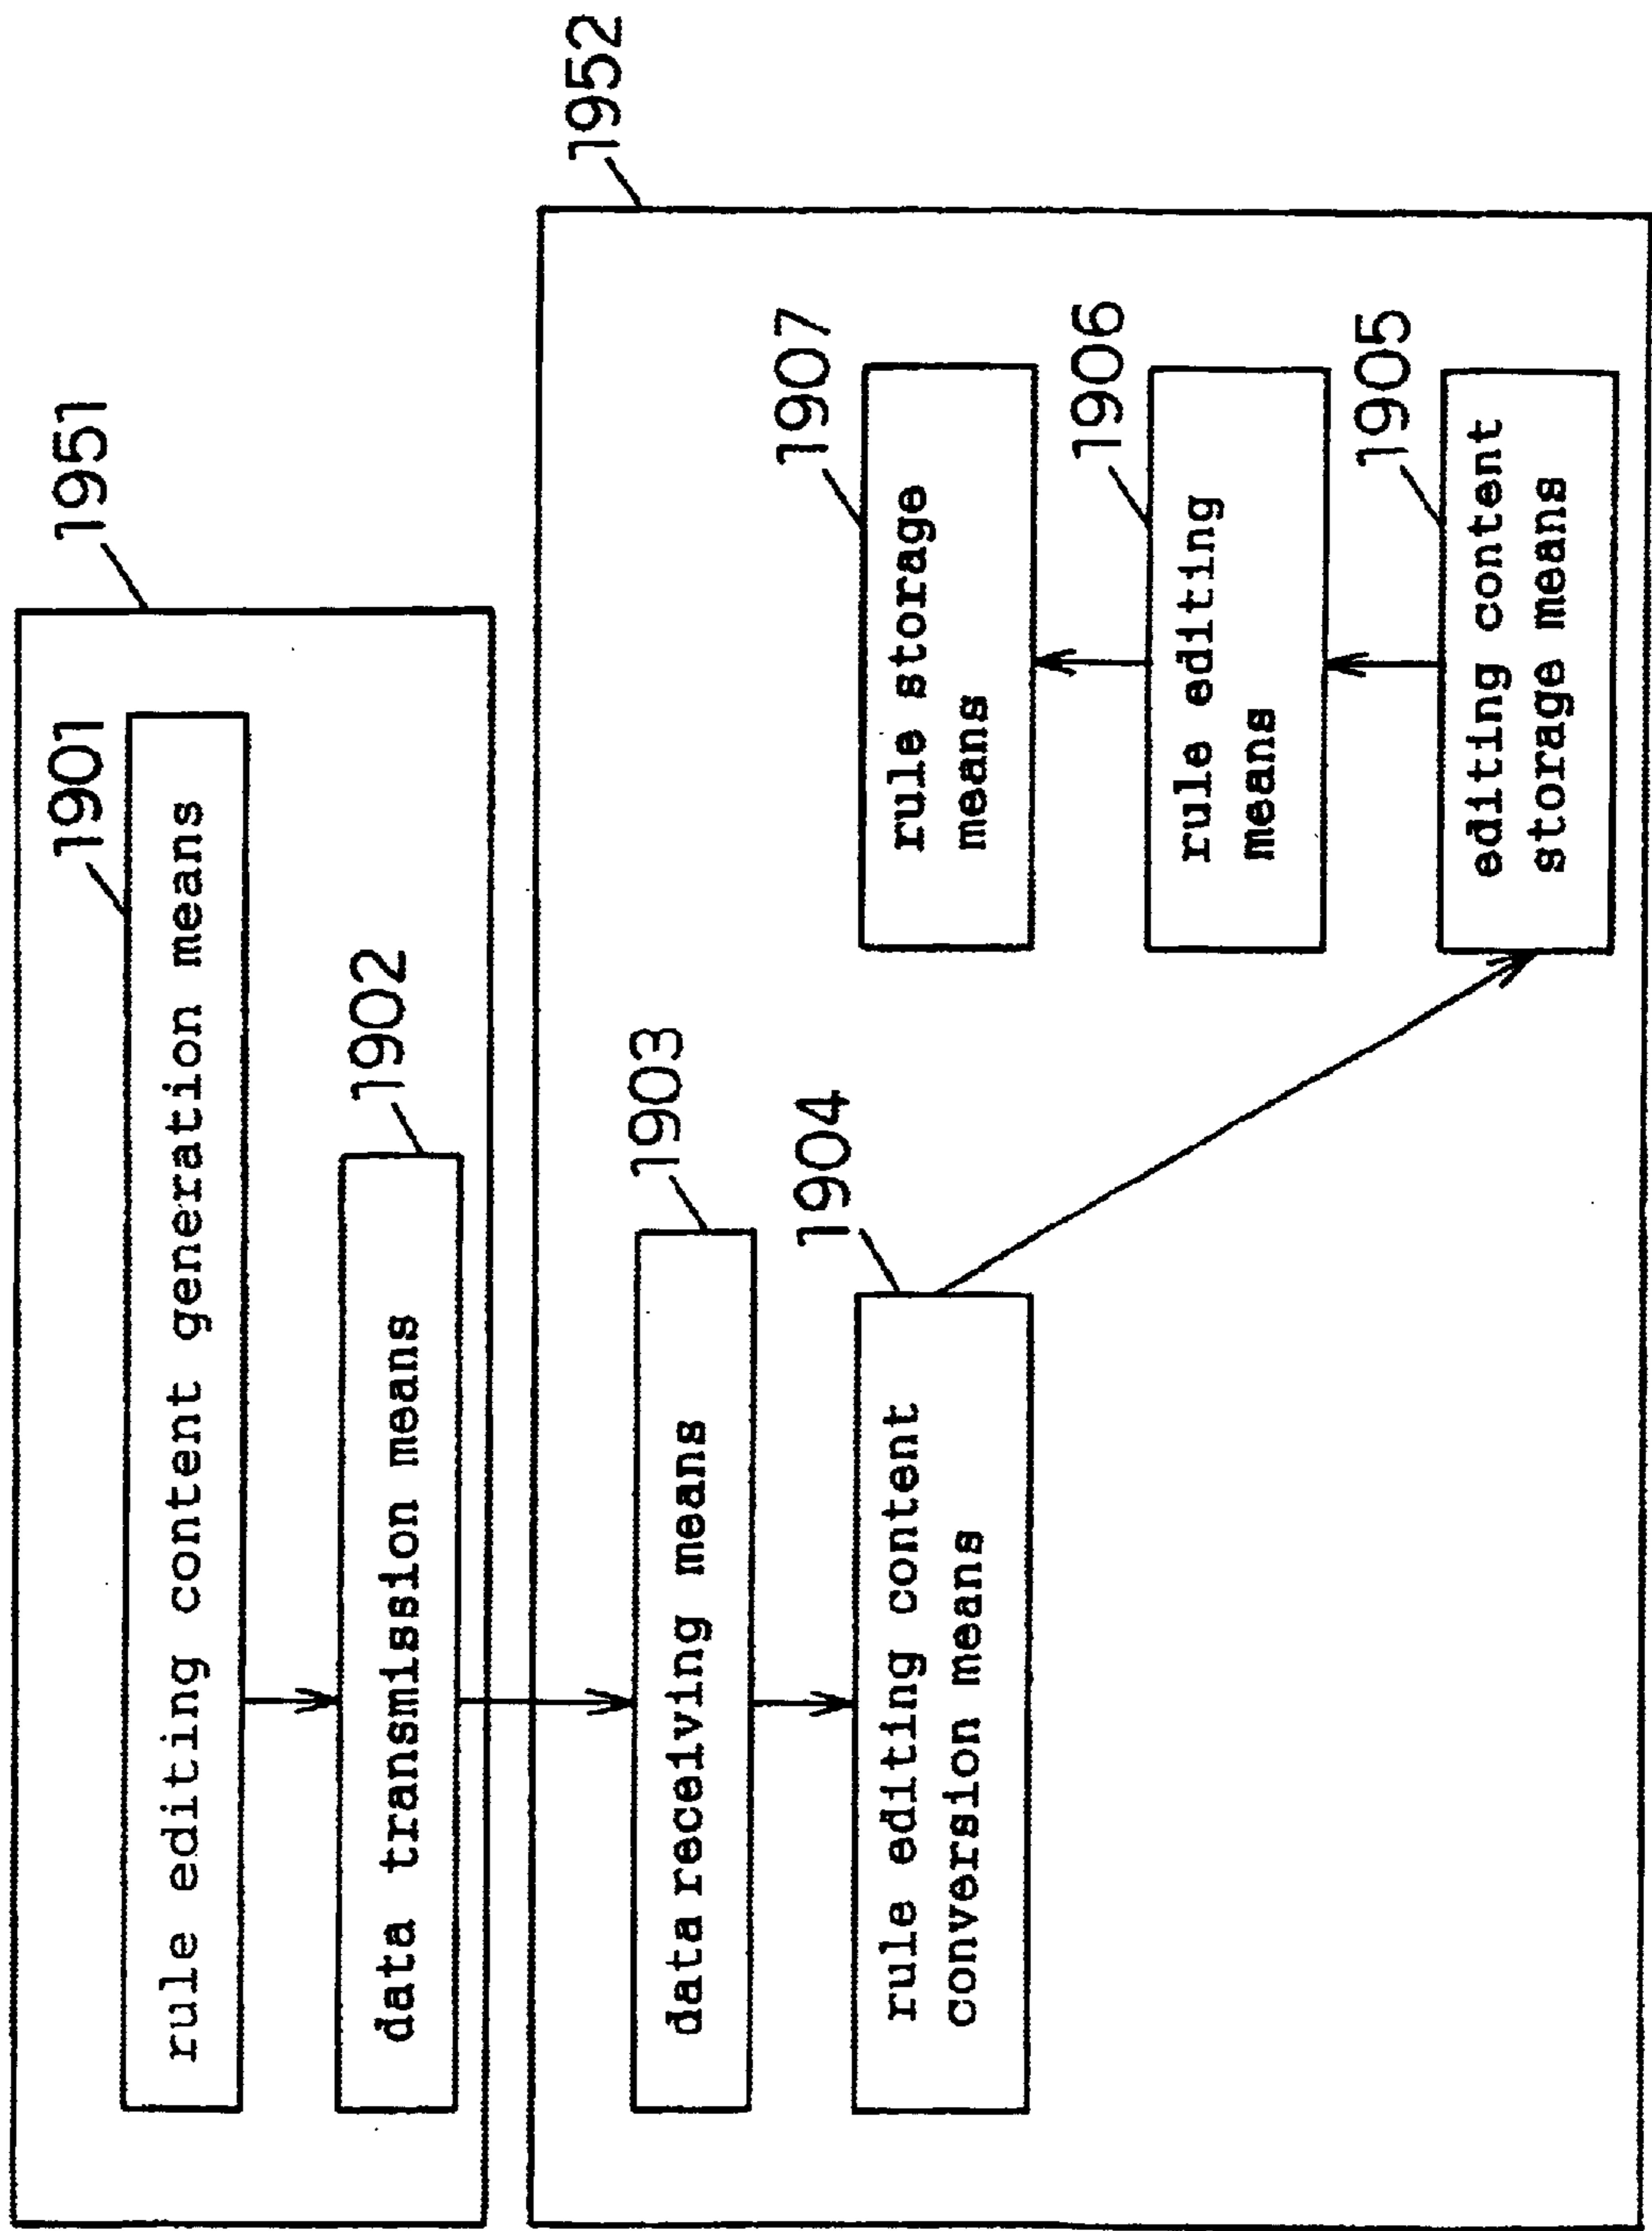 1951
1901
rule editing content generation means
1902
data transmission means
1952
1903
data receiving means
1904
rule editing content
conversion means
1907
rule storage
means
1906
rule editing
means
1905
editing content
storage means